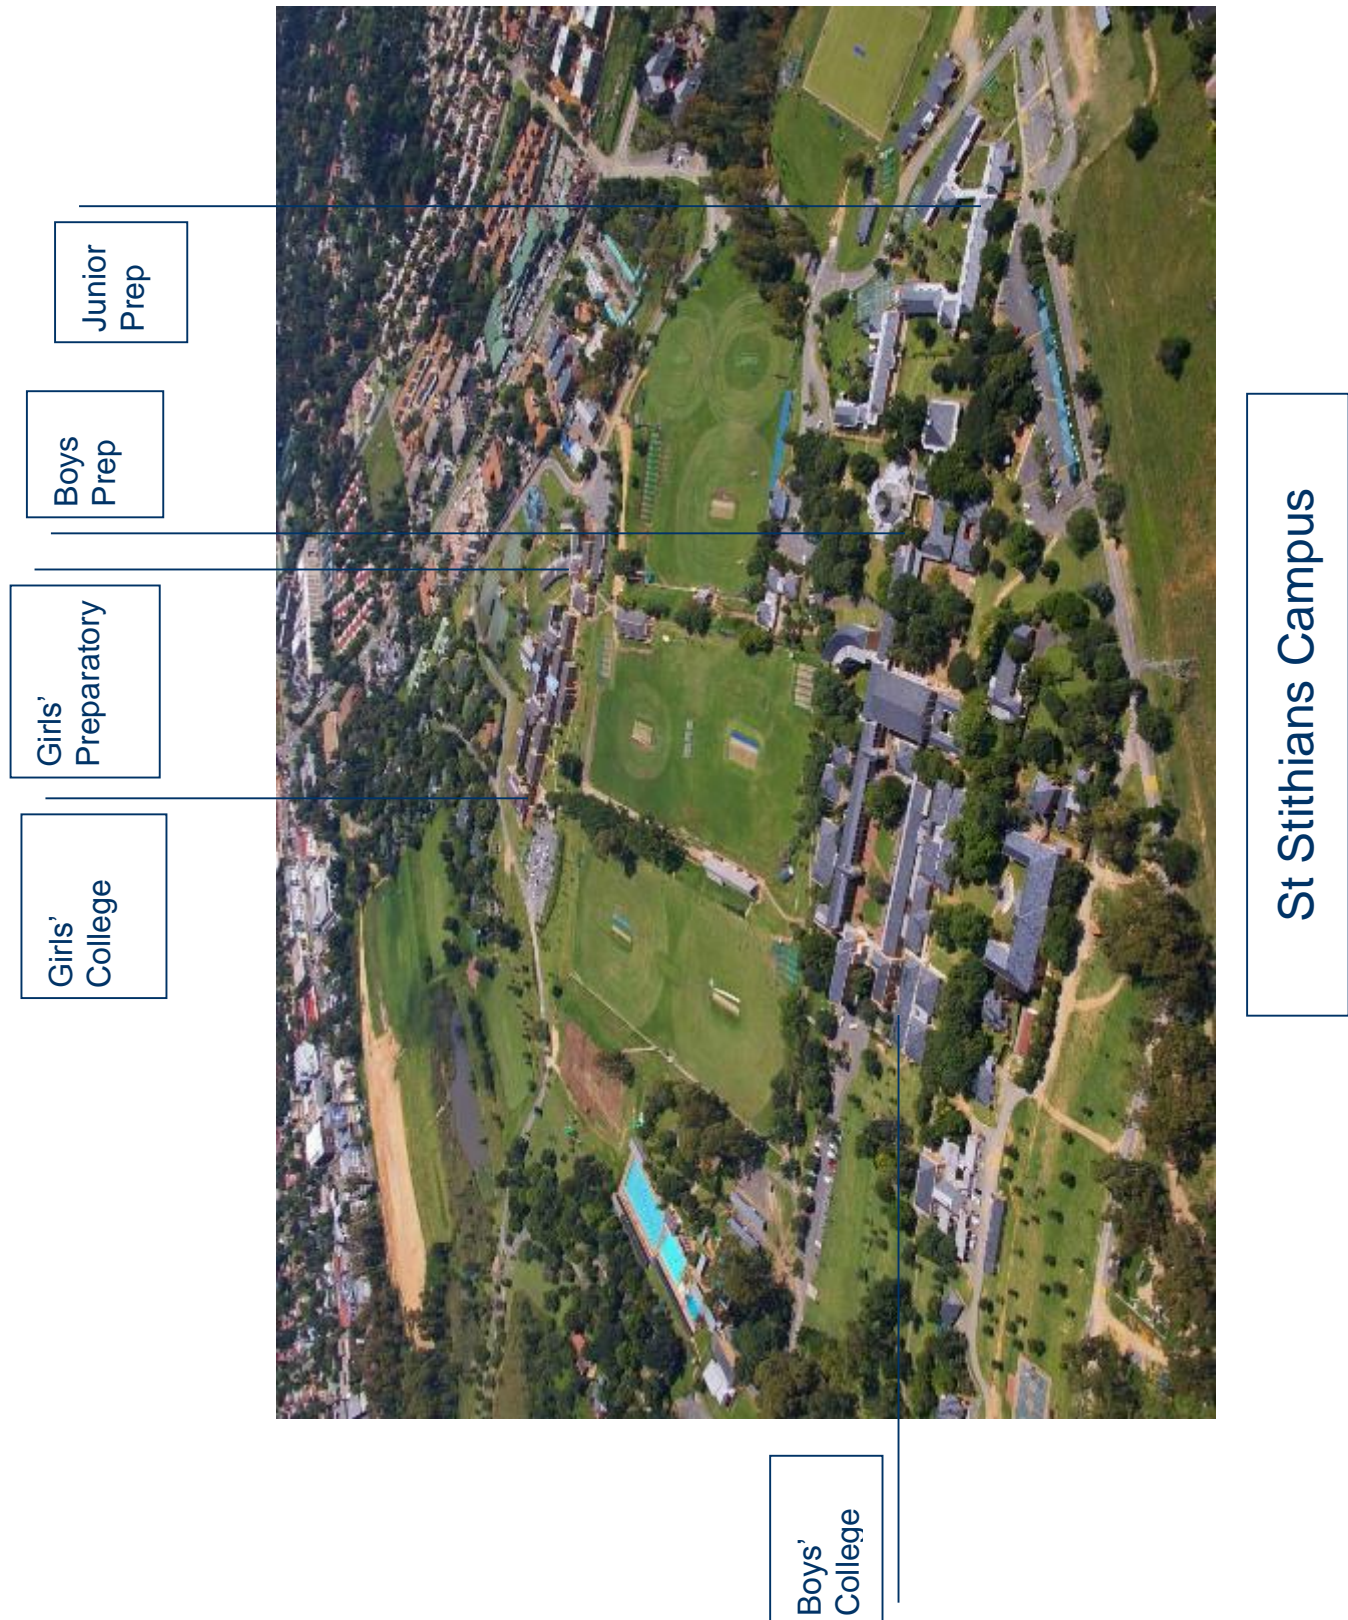 Junior
Prep
Boys
Prep
Girls’
Preparatory
Girls’
College
Boys’
College
St Stithians Campus